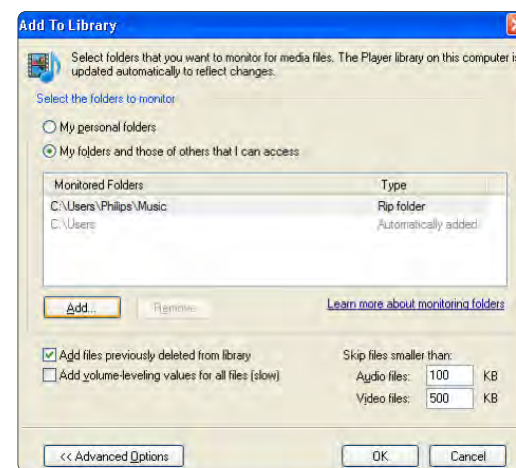 Add To Library
Select folders that you want to monitor for media files. The Player library on this computer is
updated automatically to reflect changes.
Select the folders to monitor
My personal folders
My folders and those of others that I can access
Monitored Folders Type
C:\Users\Philips\Music Rip folder
C:\Users Automatically added
Add... Remove
Learn more about monitoring folders
Add files previously deleted from library Skip files smaller than:
Add volume-leveling values for all files (slow) Audio files: 100 KB
Video files: 500 KB
<< Advanced Options OK Cancel